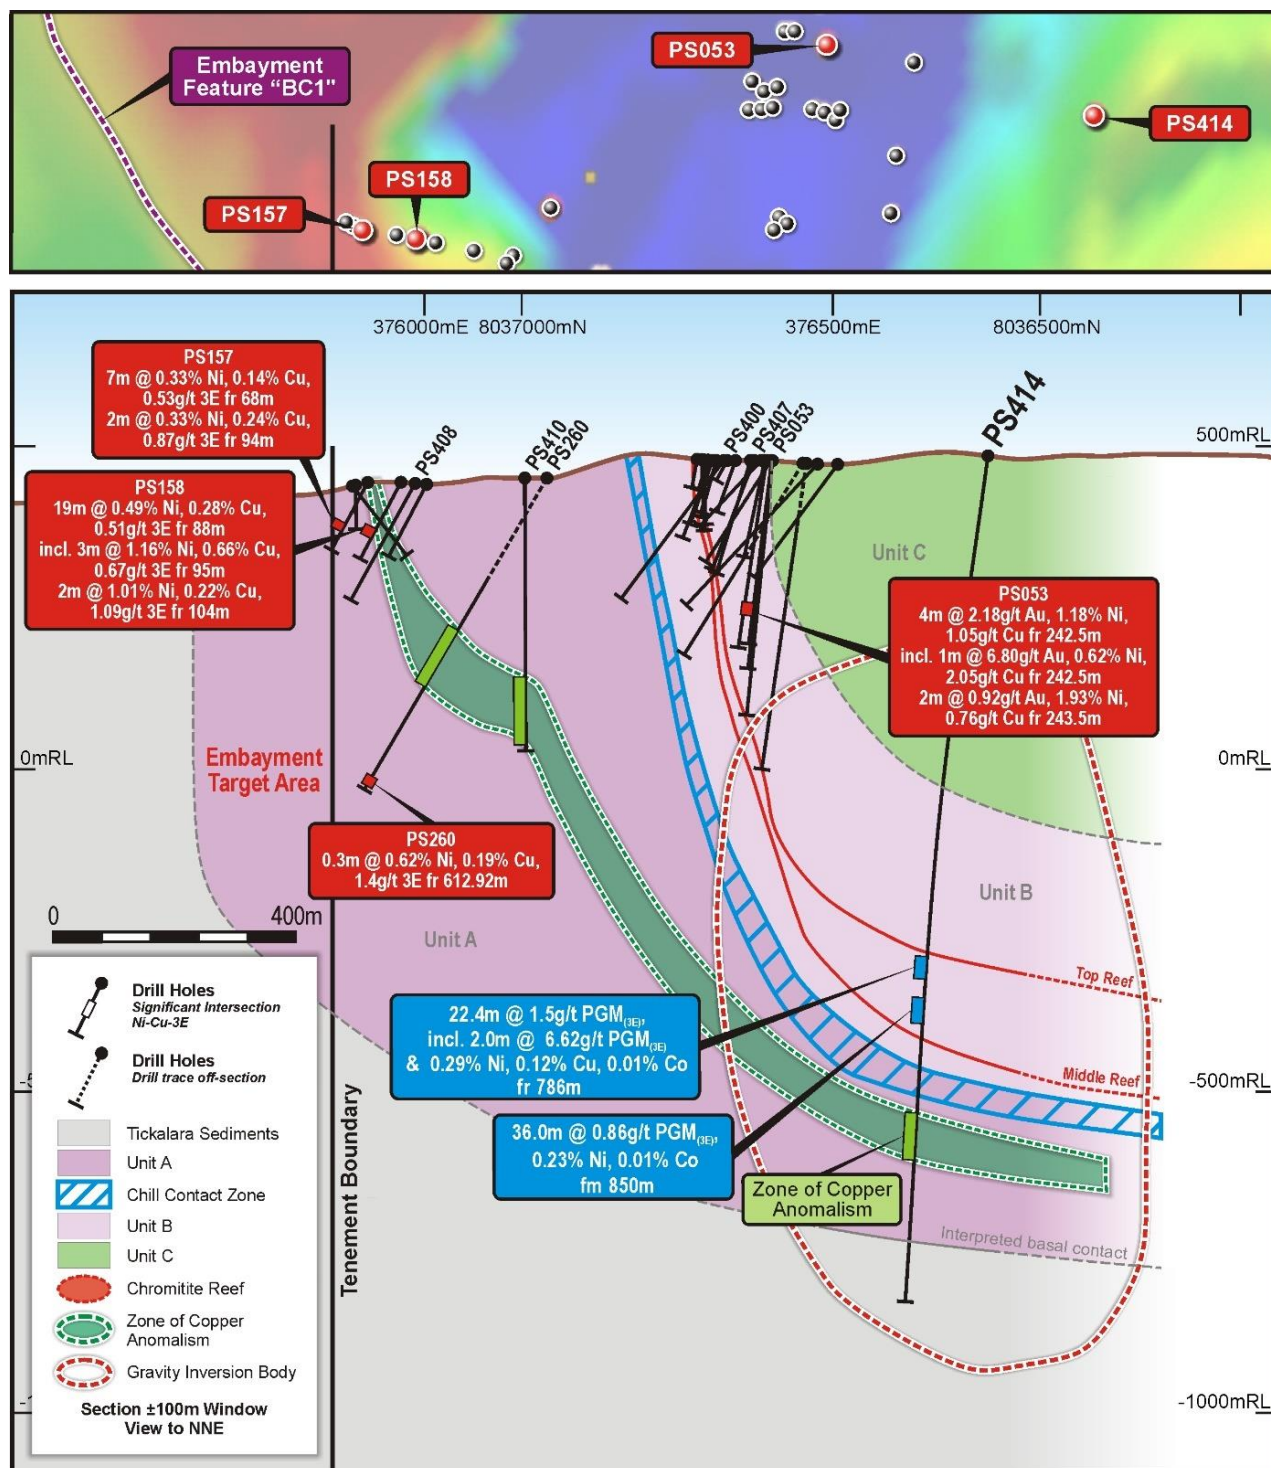 Embayment
Feature "BC1"
PS053
PS414
PS158
PS157
376000mE
8037000mN
376500mE
8036500mN
PS157
7m @ 0.33% Ni, 0.14% Cu,
0.53g/t 3E fr 68m
2m @ 0.33% Ni, 0.24% Cu,
0.87g/t 3E fr 94m
PS408
PS410
PS260
PS400
PS407
PS053
PS414
500mRL
PS158
19m @ 0.49% Ni, 0.28% Cu,
0.51g/t 3E fr 88m
incl. 3m @ 1.16% Ni, 0.66% Cu,
0.67g/t 3E fr 95m
2m @ 1.01% Ni, 0.22% Cu,
1.09g/t 3E fr 104m
Unit C
PS053
4m @ 2.18g/t Au, 1.18% Ni,
1.05g/t Cu fr 242.5m
incl. 1m @ 6.80g/t Au, 0.62% Ni,
2.05g/t Cu fr 242.5m
2m @ 0.92g/t Au, 1.93% Ni,
0.76g/t Cu fr 243.5m
0mRL
Embayment
Target Area
0mRL
PS260
0.3m @ 0.62% Ni, 0.19% Cu,
1.4g/t 3E fr 612.92m
Unit B
0 400m
Unit A
Top Reef
22.4m @ 1.5g/t PGM(3E),
incl. 2.0m @ 6.62g/t PGM(3E)
& 0.29% Ni, 0.12% Cu, 0.01% Co
fr 786m
Middle Reef
-500mRL
36.0m @ 0.86g/t PGM(3E),
0.23% Ni, 0.01% Co
fm 850m
Zone of Copper
Anomalism
Interpreted basal contact
Tenement Boundary
Drill Holes
Significant Intersection
Ni-Cu-3E
Drill Holes
Drill trace off-section
Tickalara Sediments
Unit A
Chill Contact Zone
Unit B
Unit C
Chromitite Reef
Zone of Copper
Anomalism
Gravity Inversion Body
Section ±100m Window
View to NNE
-1000mRL